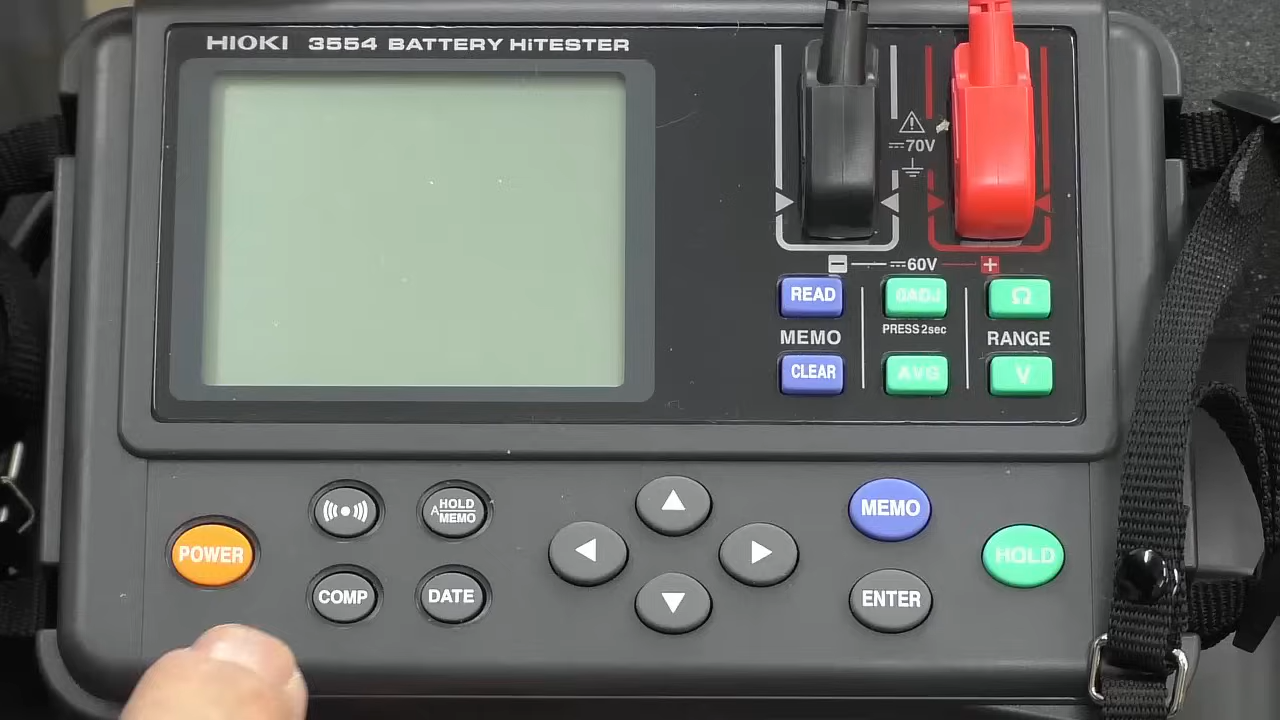 HIOKI 3554 BATTERY HiTESTER
⎓70V
⎓60V
READ
0ADJ
Ω
MEMO
PRESS 2sec
RANGE
CLEAR
AVG
V
POWER
A HOLD
MEMO
COMP
DATE
MEMO
ENTER
HOLD